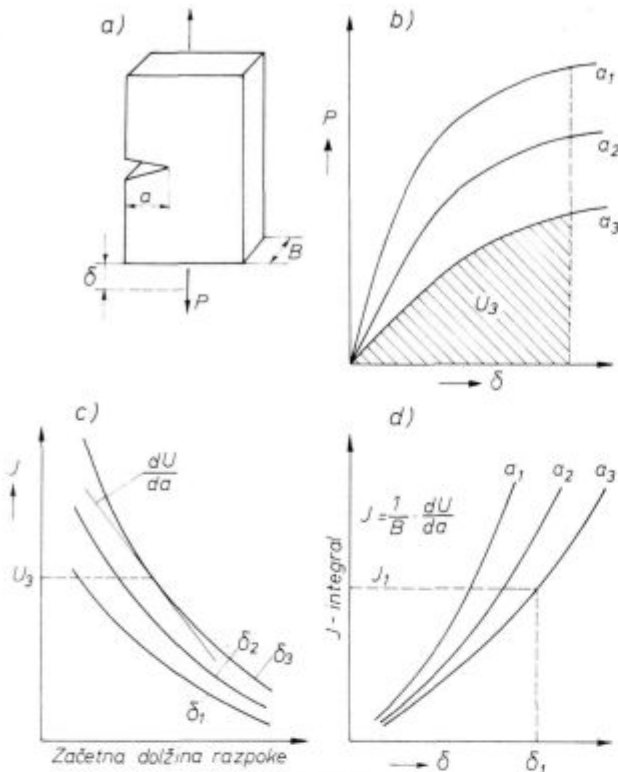 a)
a
B
δ
P
b)
P
a₁
a₂
a₃
U₃
δ
c)
J
dU
da
U₃
δ₂
δ₃
δ₁
Začetna dolžina razpoke
d)
J - integral
a₁ a₂ a₃
J = 1/B · dU/da
J₁
δ δ₁